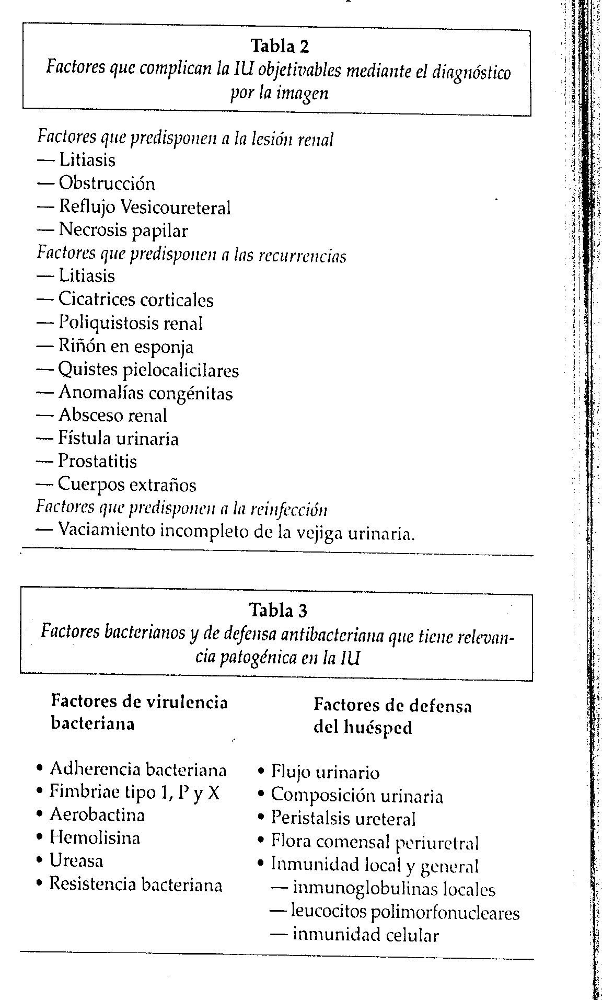 Tabla 2
Factores que complican la IU objetivables mediante el diagnóstico
por la imagen
Factores que predisponen a la lesión renal
— Litiasis
— Obstrucción
— Reflujo Vesicoureteral
— Necrosis papilar
Factores que predisponen a las recurrencias
— Litiasis
— Cicatrices corticales
— Poliquistosis renal
— Riñón en esponja
— Quistes pielocalicilares
— Anomalías congénitas
— Absceso renal
— Fístula urinaria
— Prostatitis
— Cuerpos extraños
Factores que predisponen a la reinfección
— Vaciamiento incompleto de la vejiga urinaria.
Tabla 3
Factores bacterianos y de defensa antibacteriana que tiene relevan-
cia patogénica en la IU
Factores de virulencia
bacteriana
• Adherencia bacteriana
• Fimbriae tipo 1, P y X
• Aerobactina
• Hemolisina
• Ureasa
• Resistencia bacteriana
Factores de defensa
del huésped
• Flujo urinario
• Composición urinaria
• Peristalsis ureteral
• Flora comensal periuretral
• Inmunidad local y general
— inmunoglobulinas locales
— leucocitos polimorfonucleares
— inmunidad celular